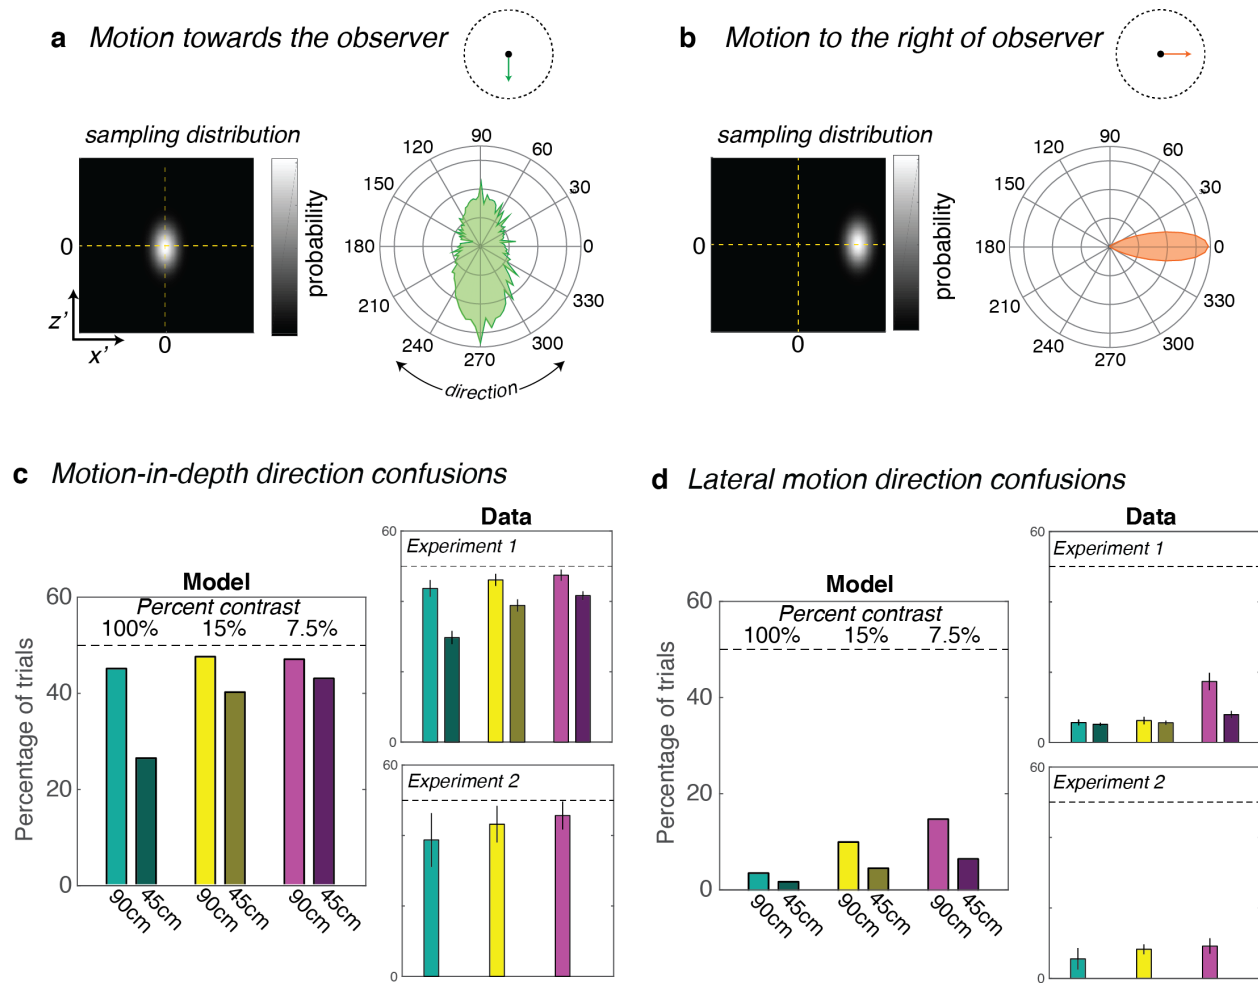 a Motion towards the observer
b Motion to the right of observer
sampling distribution
0
0
z'
x'
probability
90
60
30
0
330
300
270
240
210
180
150
120
direction
sampling distribution
0
0
probability
90
60
30
0
330
300
270
240
210
180
150
120
c Motion-in-depth direction confusions
Model
Percent contrast
100% 15% 7.5%
Percentage of trials
60
40
20
0
90cm 45cm 90cm 45cm 90cm 45cm
Data
60
Experiment 1
0
60
Experiment 2
0
d Lateral motion direction confusions
Model
Percent contrast
100% 15% 7.5%
Percentage of trials
60
40
20
0
90cm 45cm 90cm 45cm 90cm 45cm
Data
60
Experiment 1
0
60
Experiment 2
0